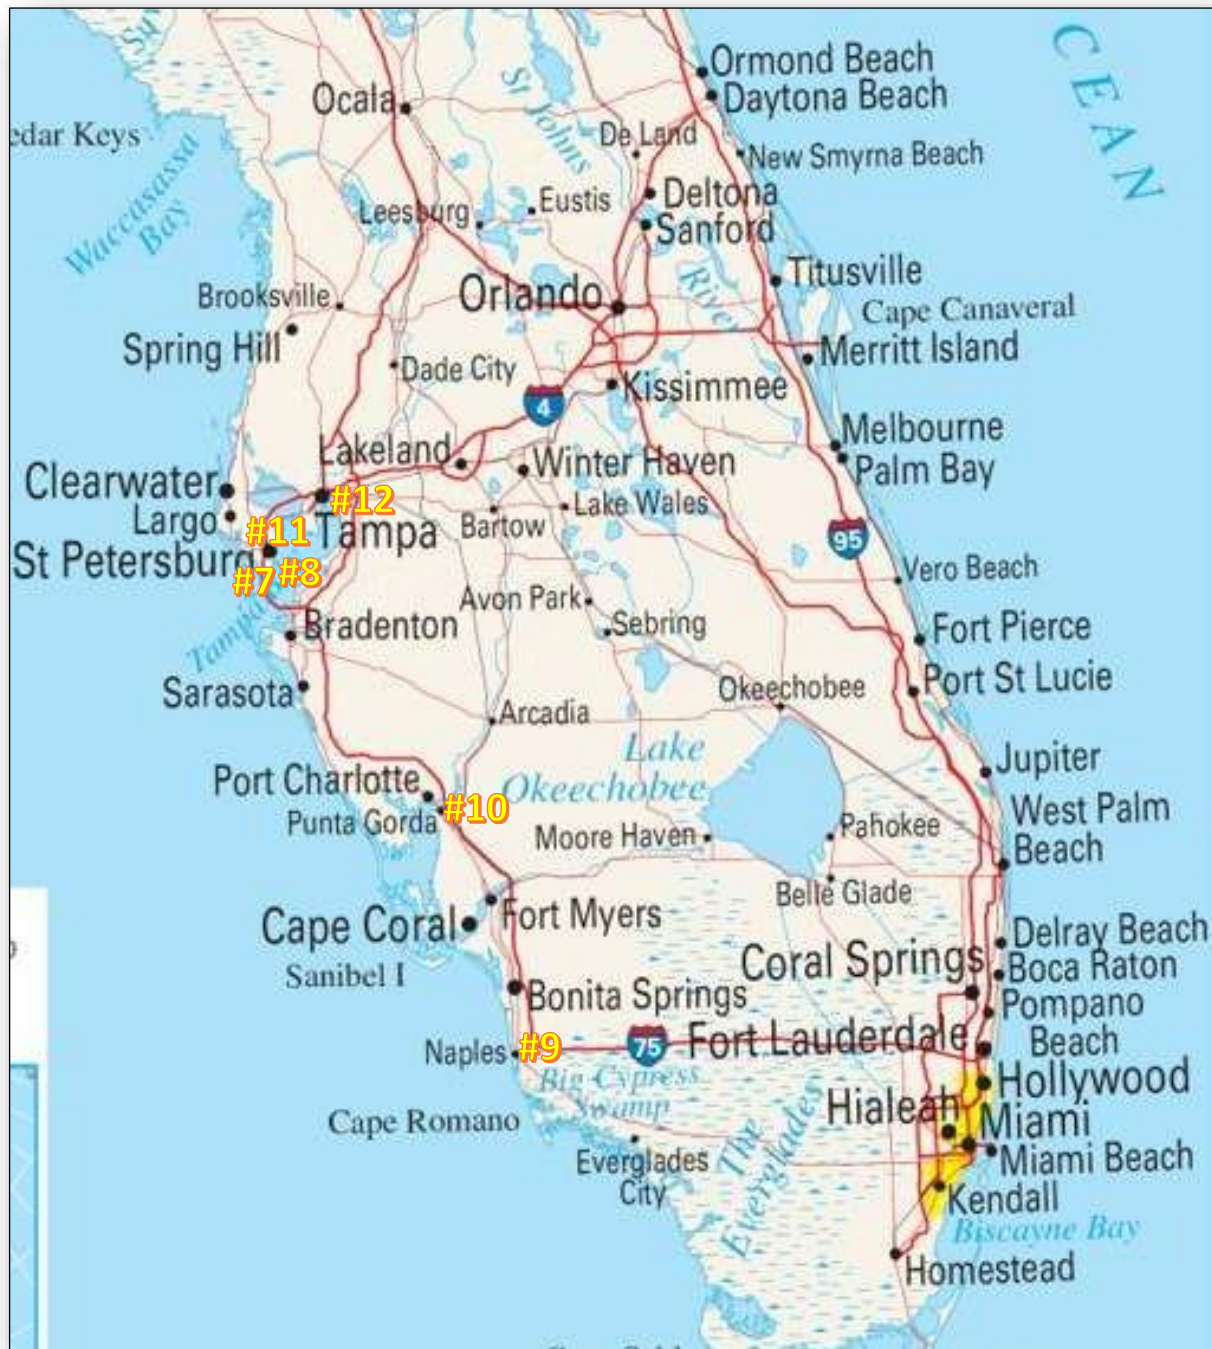 OCEAN
Ormond Beach
Daytona Beach
Ocala
St Johns
River
De Land
edar Keys
New Smyrna Beach
Waccasassa
Bay
Deltona
Eustis
Leesburg
Sanford
Titusville
Brooksville
Orlando
Cape Canaveral
Spring Hill
Merritt Island
Dade City
Kissimmee
4
Melbourne
Lakeland
Winter Haven
Palm Bay
Clearwater
#12
Lake Wales
Largo
#11
Tampa
Bartow
95
St Petersburg
#7
#8
Vero Beach
Tampa
Avon Park
Bradenton
Sebring
Fort Pierce
Sarasota
Okeechobee
Port St Lucie
Arcadia
Lake
Okeechobee
Jupiter
Port Charlotte
#10
Punta Gorda
West Palm
Beach
Moore Haven
Pahokee
Belle Glade
Cape Coral
Fort Myers
Delray Beach
Sanibel I
Coral Springs
Boca Raton
Bonita Springs
Pompano
Beach
Naples
#9
75
Fort Lauderdale
Big Cypress
Swamp
Hollywood
Hialeah
Cape Romano
Miami
Everglades
City
The
Everglades
Miami Beach
Kendall
Biscayne Bay
Homestead